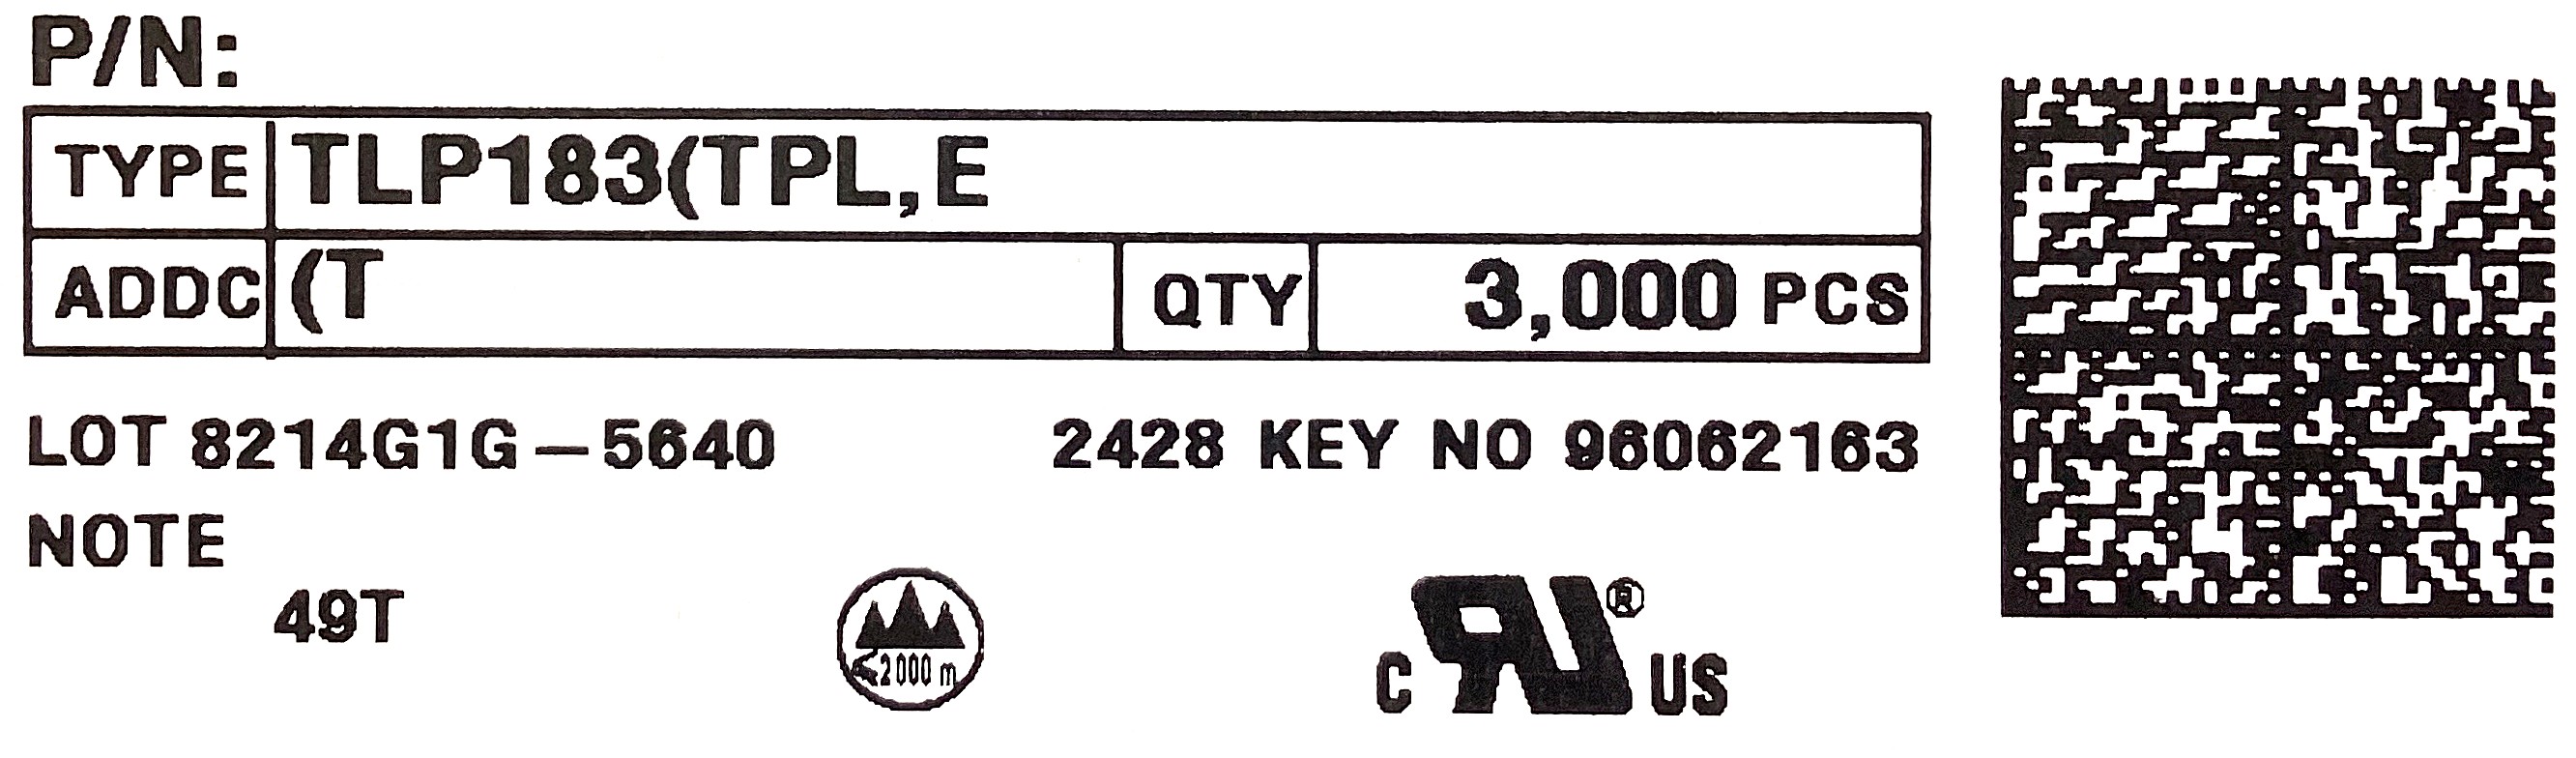 P/N:
TYPE TLP183(TPL,E
ADDC (T QTY 3,000 PCS
LOT 8214G1G-5640 2428 KEY NO 96062163
NOTE
49T
≤2000 m
C RU ® US